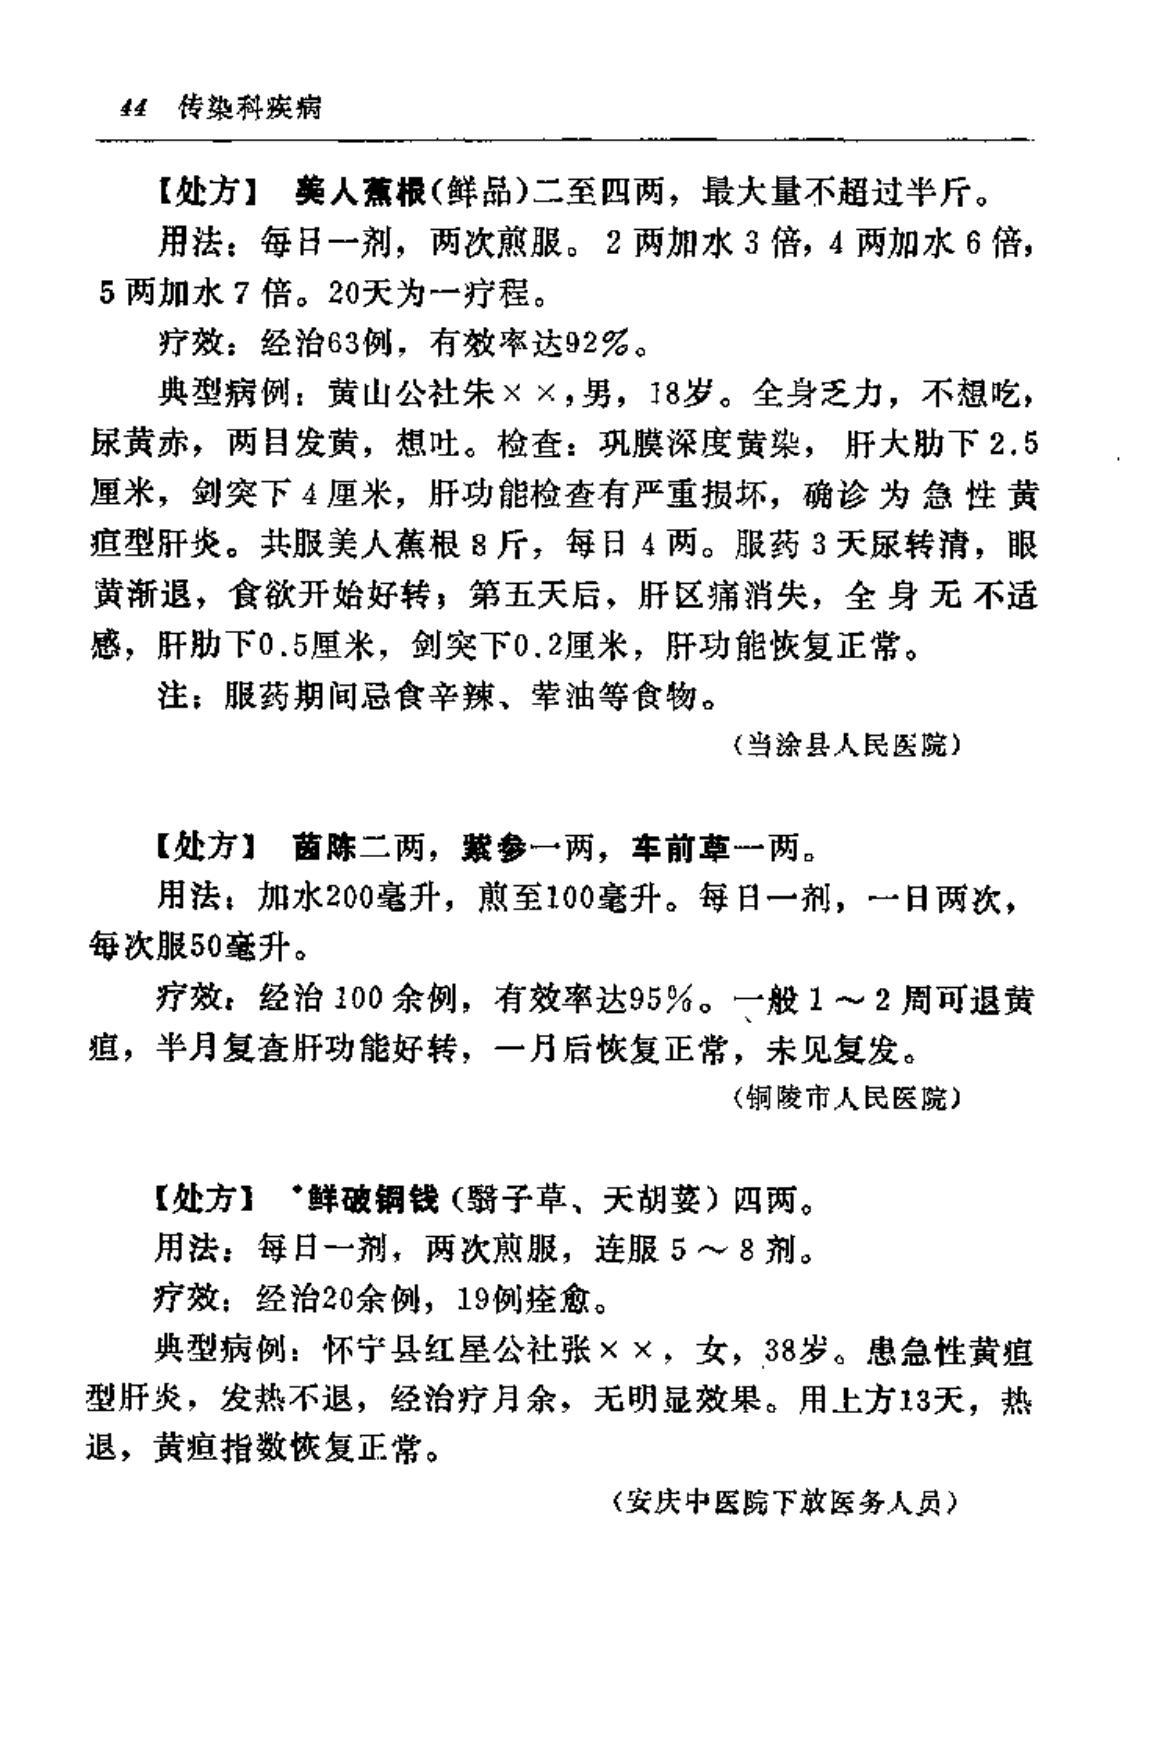 44 传染科疾病
【处方】 美人蕉根(鲜品)二至四两，最大量不超过半斤。
用法：每日一剂，两次煎服。2两加水3倍，4两加水6倍，
5两加水7倍。20天为一疗程。
疗效：经治63例，有效率达92%。
典型病例：黄山公社朱××，男，18岁。全身乏力，不想吃，
尿黄赤，两目发黄，想吐。检查：巩膜深度黄染，肝大肋下2.5
厘米，剑突下4厘米，肝功能检查有严重损坏，确诊为急性黄
疸型肝炎。共服美人蕉根8斤，每日4两。服药3天尿转清，眼
黄渐退，食欲开始好转；第五天后，肝区痛消失，全身无不适
感，肝肋下0.5厘米，剑突下0.2厘米，肝功能恢复正常。
注：服药期间忌食辛辣、荤油等食物。
（当涂县人民医院）
【处方】 茵陈二两，紫参一两，车前草一两。
用法：加水200毫升，煎至100毫升。每日一剂，一日两次，
每次服50毫升。
疗效：经治100余例，有效率达95%。一般1～2周可退黄
疸，半月复查肝功能好转，一月后恢复正常，未见复发。
（铜陵市人民医院）
【处方】 *鲜破铜钱（翳子草、天胡荽）四两。
用法：每日一剂，两次煎服，连服5～8剂。
疗效：经治20余例，19例痊愈。
典型病例：怀宁县红星公社张××，女，38岁。患急性黄疸
型肝炎，发热不退，经治疗月余，无明显效果。用上方13天，热
退，黄疸指数恢复正常。
（安庆中医院下放医务人员）